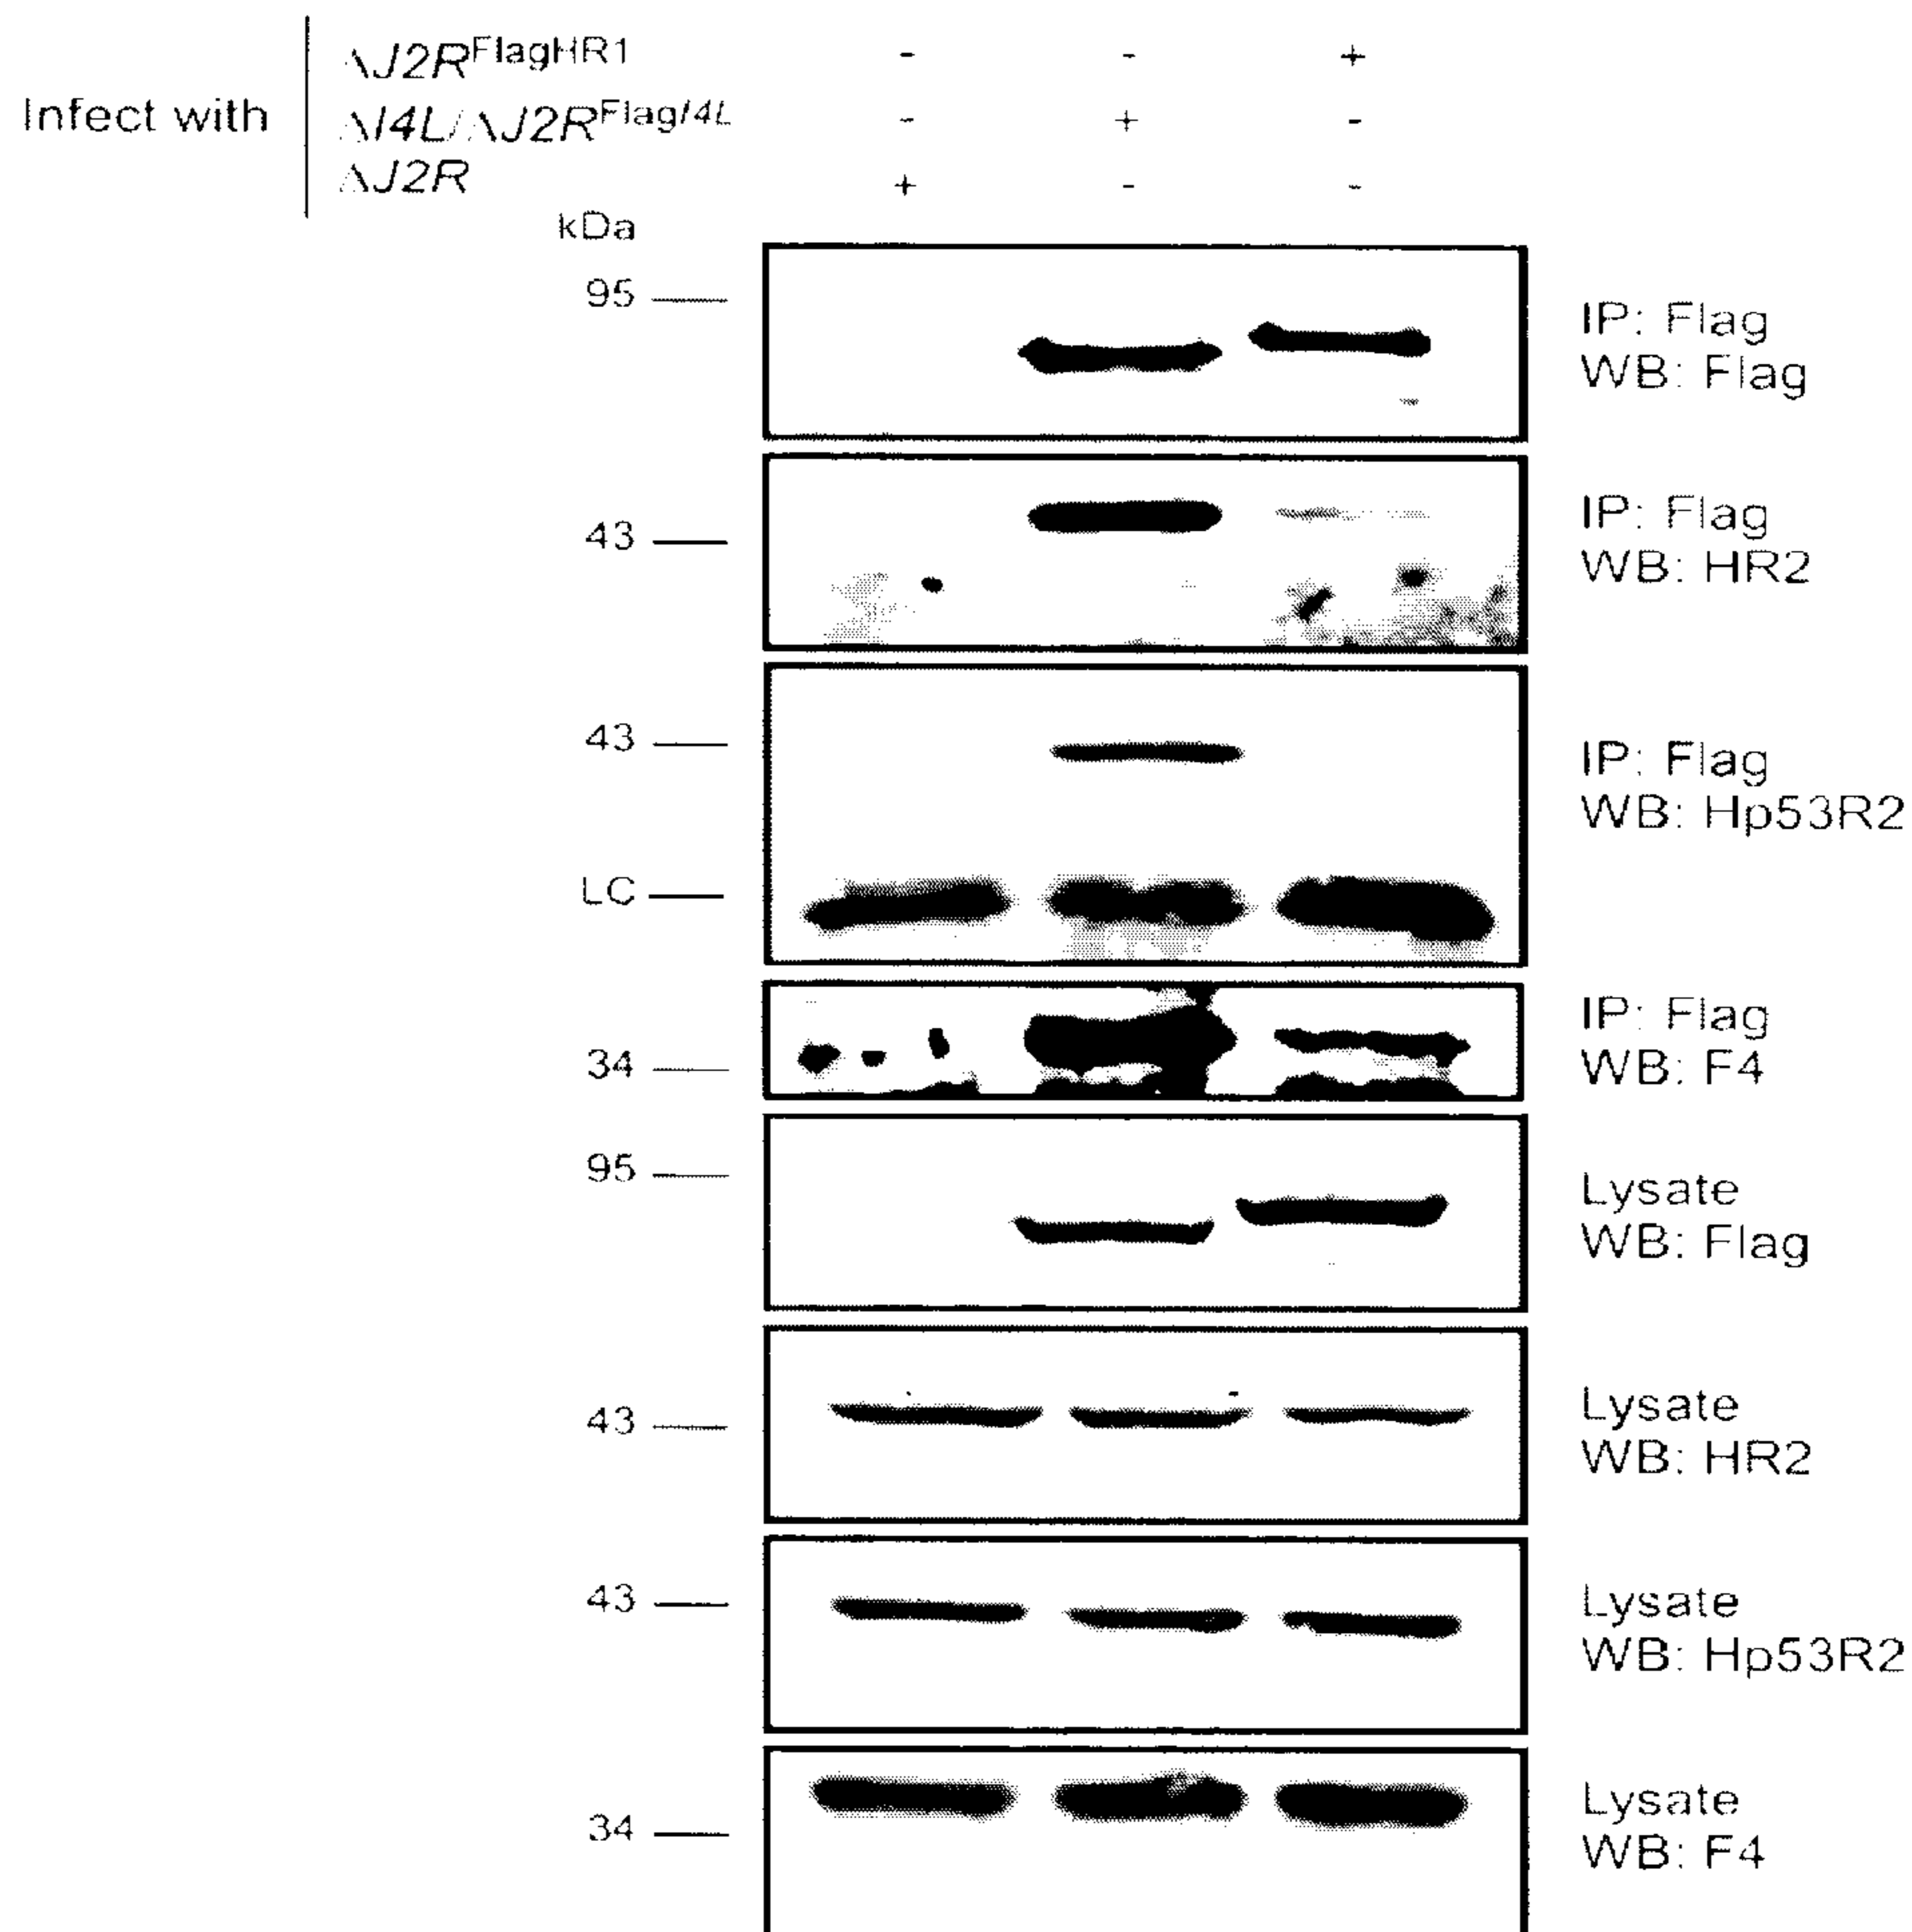 ΔJ2R^FlagHR1 - - +
Infect with ΔI4L/ΔJ2R^FlagI4L - + -
ΔJ2R + - -
kDa
95
IP: Flag
WB: Flag
43
IP: Flag
WB: HR2
43
IP: Flag
WB: Hp53R2
LC
34
IP: Flag
WB: F4
95
Lysate
WB: Flag
43
Lysate
WB: HR2
43
Lysate
WB: Hp53R2
34
Lysate
WB: F4